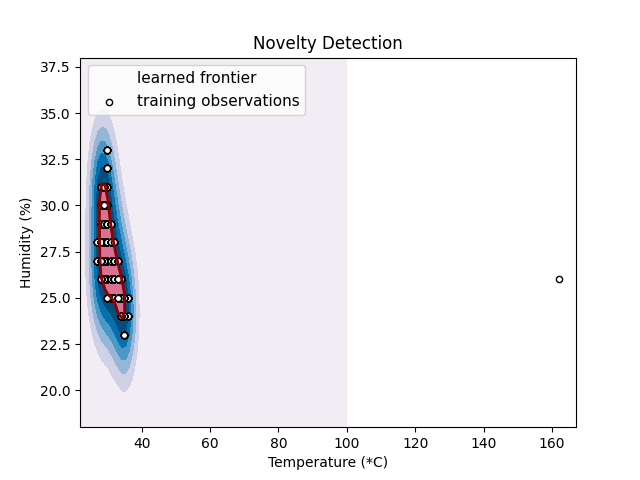 Novelty Detection
learned frontier
training observations
37.5
35.0
32.5
30.0
27.5
25.0
22.5
20.0
Humidity (%)
40 60 80 100 120 140 160
Temperature (*C)